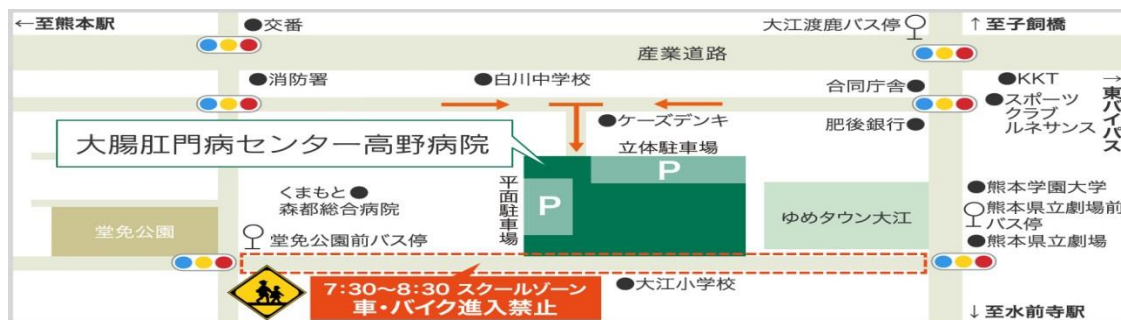 ←至熊本駅
●交番
大江渡鹿バス停
↑至子飼橋
産業道路
●消防署
●白川中学校
合同庁舎●
●KKT
●スポーツ
クラブ
ルネサンス
→東バイパス
●ケーズデンキ
肥後銀行●
大腸肛門病センター高野病院
立体駐車場
P
平面駐車場
P
くまもと●
森都総合病院
堂免公園
堂免公園前バス停
ゆめタウン大江
●熊本学園大学
熊本県立劇場前
バス停
●熊本県立劇場
7:30～8:30 スクールゾーン
車・バイク進入禁止
●大江小学校
↓至水前寺駅